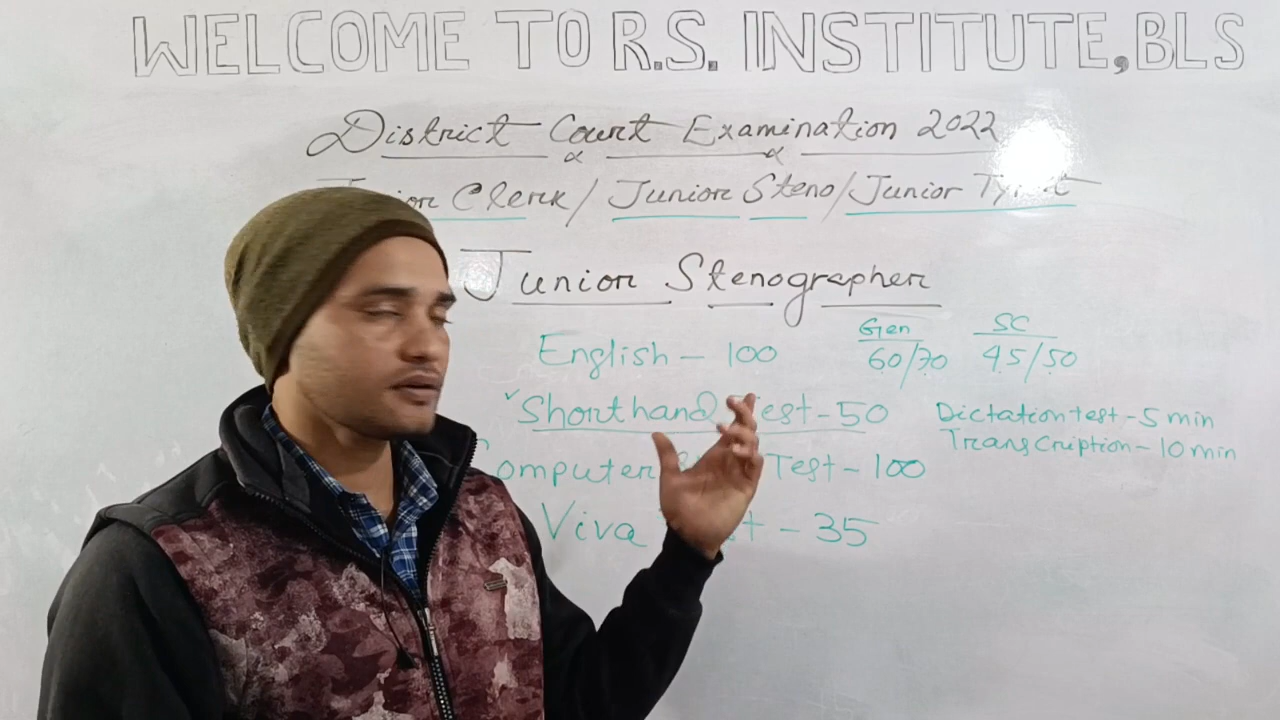 WELCOME TO R.S. INSTITUTE, BLS
District Court Examination 2022
Clerk / Junior Steno / Junior
Junior Stenographer
Gen SC
English - 100 60/70 45/50
✓Shorthand Test - 50 Dictation test - 5 min
Transcription - 10 min
omputer Test - 100
Viva - 35